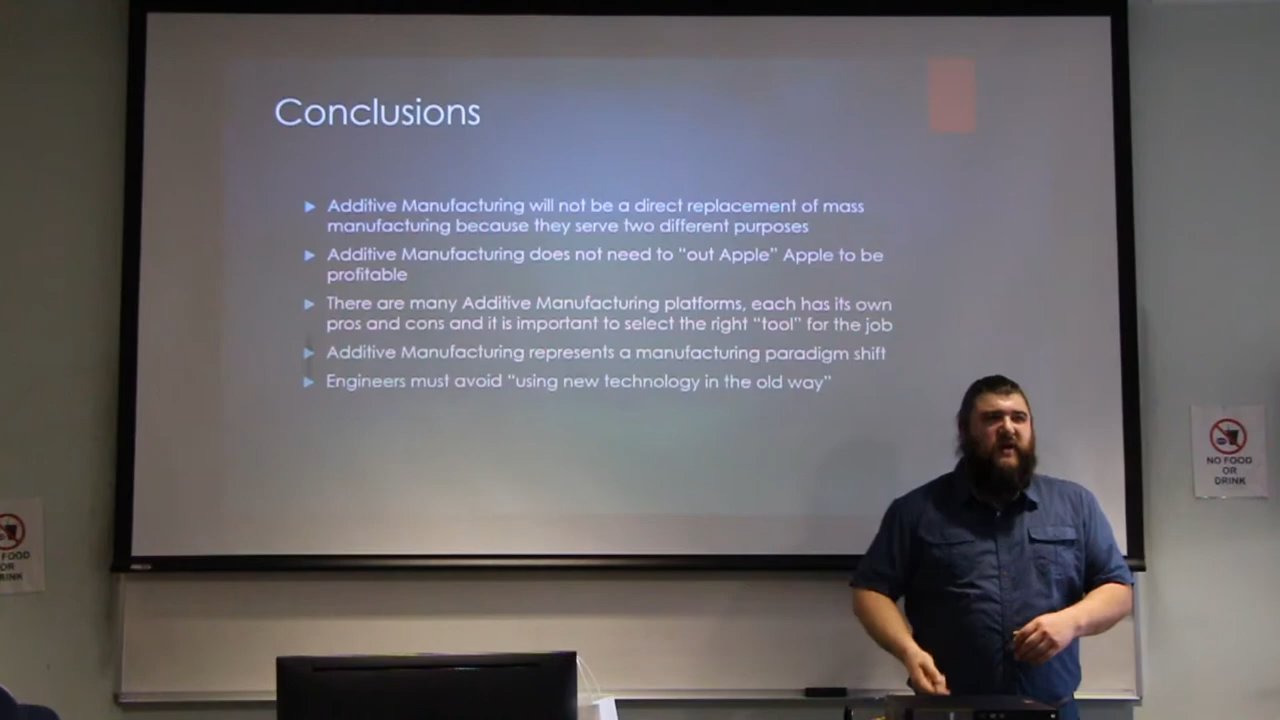 Conclusions
Additive Manufacturing will not be a direct replacement of mass
manufacturing because they serve two different purposes
Additive Manufacturing does not need to “out Apple” Apple to be
profitable
There are many Additive Manufacturing platforms, each has its own
pros and cons and it is important to select the right “tool” for the job
Additive Manufacturing represents a manufacturing paradigm shift
Engineers must avoid “using new technology in the old way”
NO FOOD
OR
DRINK
FOOD
OR
RINK